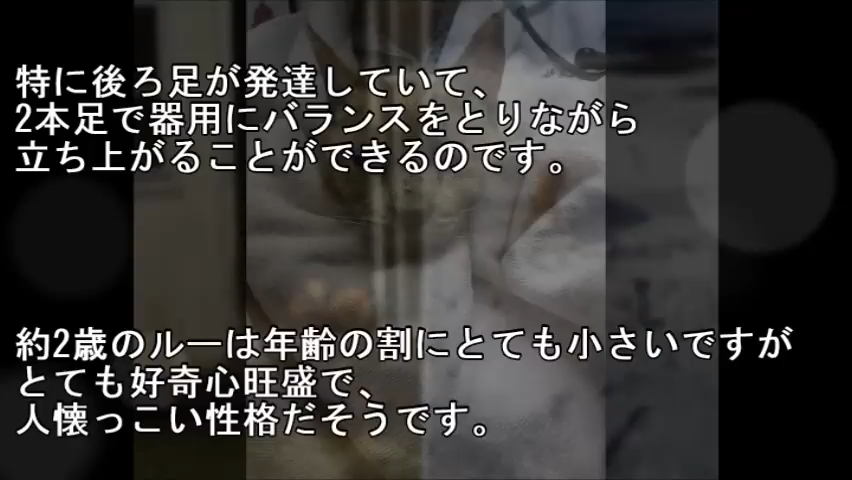 特に後ろ足が発達していて、
2本足で器用にバランスをとりながら
立ち上がることができるのです。
約2歳のルーは年齢の割にとても小さいですが
とても好奇心旺盛で、
人懐っこい性格だそうです。